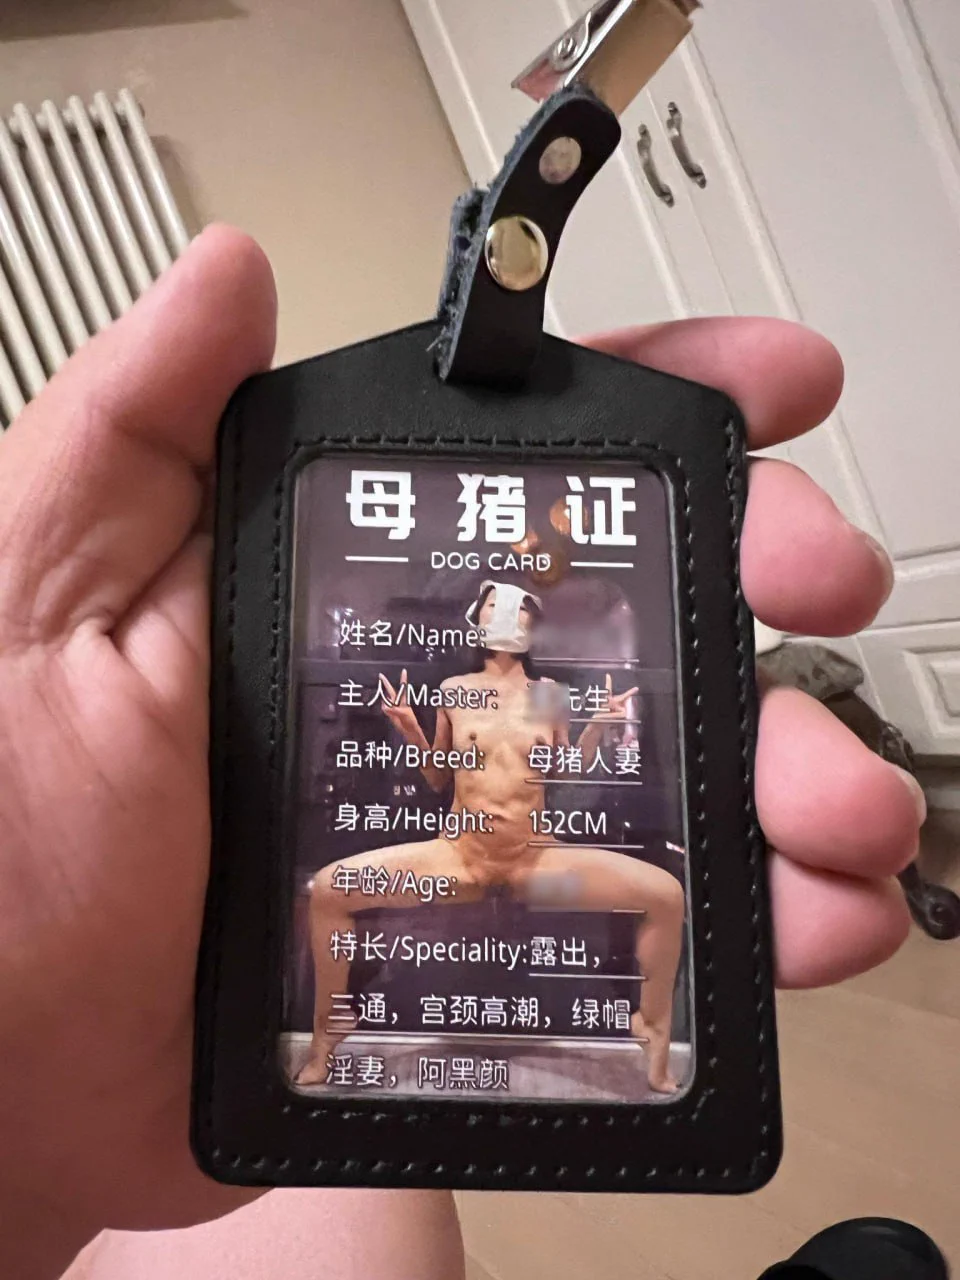 母猪证
DOG CARD
姓名/Name:
主人/Master: 先生
品种/Breed: 母猪人妻
身高/Height: 152CM
年龄/Age:
特长/Speciality:露出，
三通，宫颈高潮，绿帽
淫妻，阿黑颜